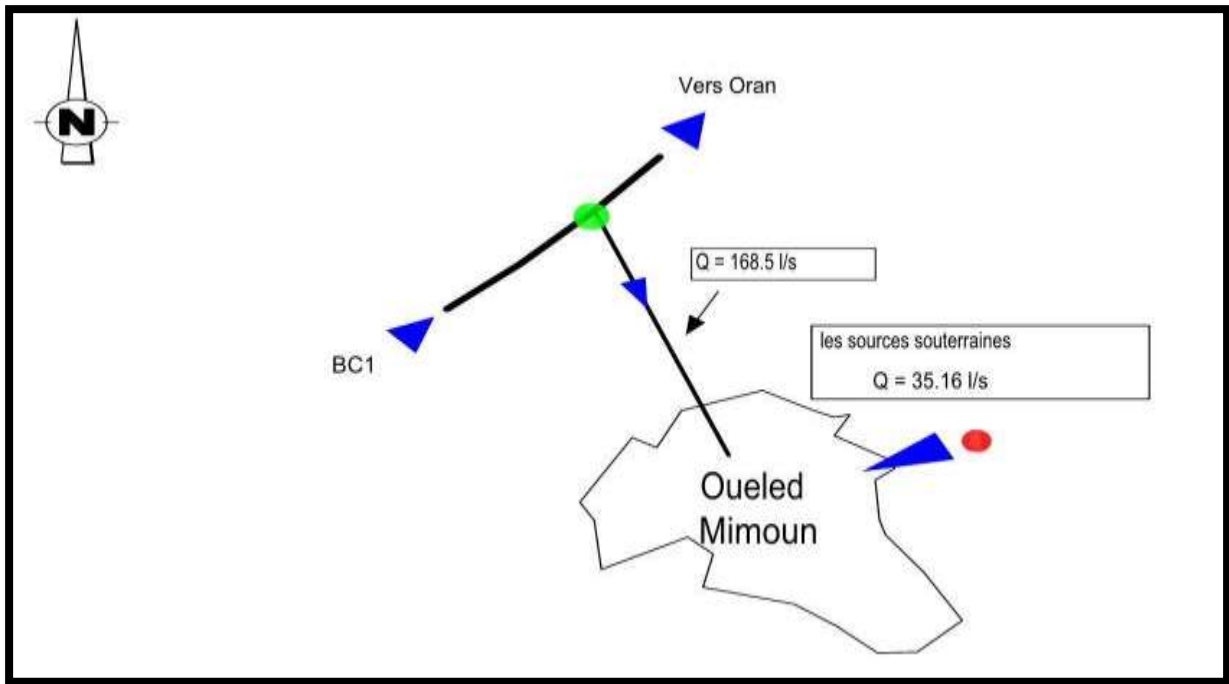 N
Vers Oran
Q = 168.5 l/s
les sources souterraines
Q = 35.16 l/s
BC1
Oueled
Mimoun